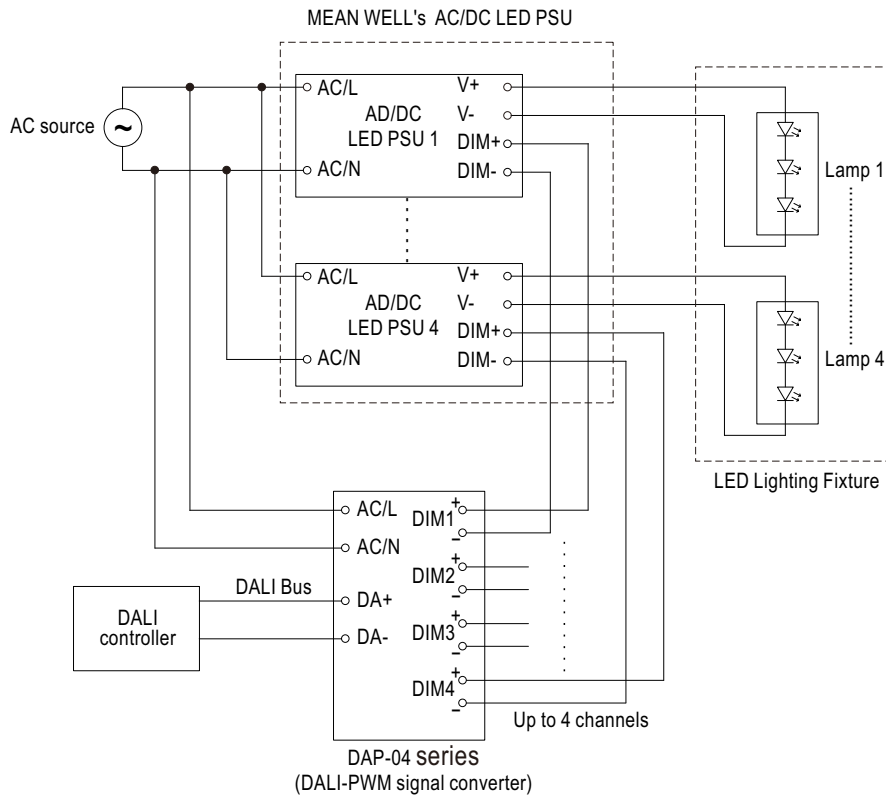 MEAN WELL's AC/DC LED PSU
AC source
~
AC/L
AD/DC
LED PSU 1
AC/N
V+
V-
DIM+
DIM-
Lamp 1
AC/L
AD/DC
LED PSU 4
AC/N
V+
V-
DIM+
DIM-
Lamp 4
LED Lighting Fixture
AC/L
AC/N
DA+
DA-
DIM1
+
–
DIM2
+
–
DIM3
+
–
DIM4
+
–
DALI Bus
DALI
controller
Up to 4 channels
DAP-04 series
(DALI-PWM signal converter)